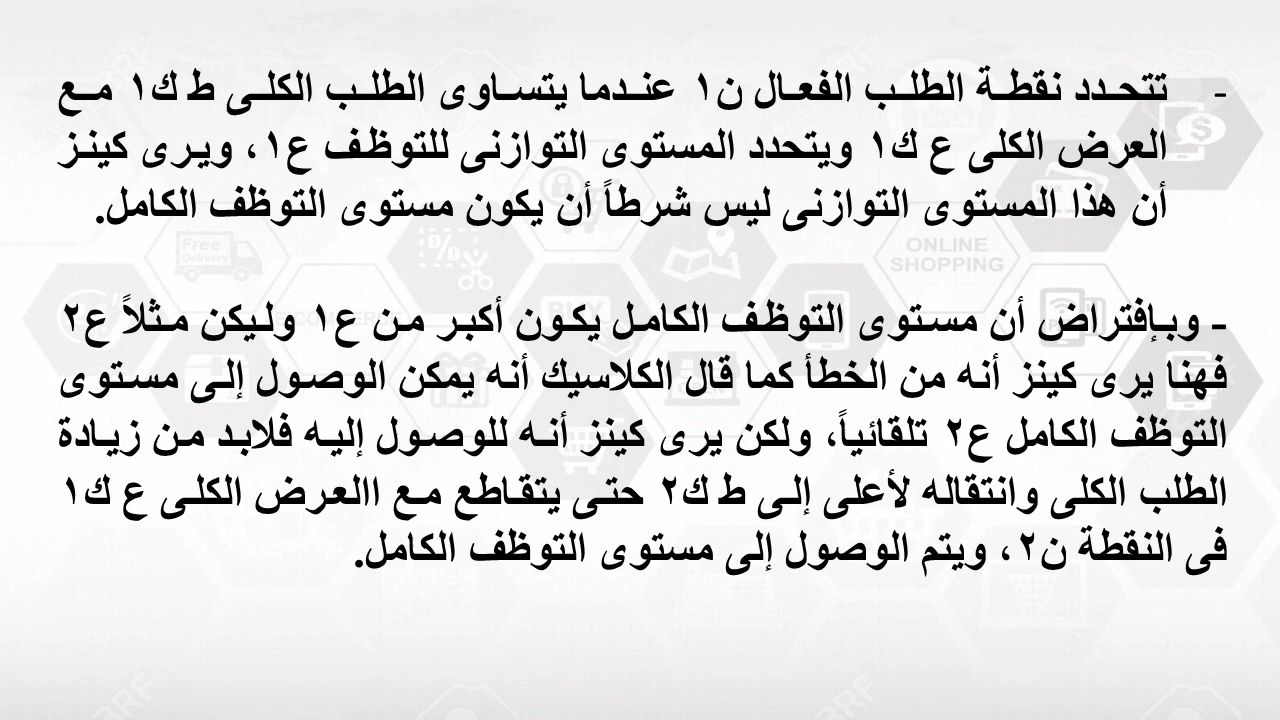 - تتحدد نقطة الطلب الفعال ن١ عندما يتساوى الطلب الكلى ط ك١ مع
العرض الكلى ع ك١ ويتحدد المستوى التوازنى للتوظف ع١، ويرى كينز
أن هذا المستوى التوازنى ليس شرطاً أن يكون مستوى التوظف الكامل.
- وبإفتراض أن مستوى التوظف الكامل يكون أكبر من ع١ وليكن مثلاً ع٢
فهنا يرى كينز أنه من الخطأ كما قال الكلاسيك أنه يمكن الوصول إلى مستوى
التوظف الكامل ع٢ تلقائياً، ولكن يرى كينز أنه للوصول إليه فلابد من زيادة
الطلب الكلى وانتقاله لأعلى إلى ط ك٢ حتى يتقاطع مع االعرض الكلى ع ك١
فى النقطة ن٢، ويتم الوصول إلى مستوى التوظف الكامل.
Free
Delivery
ONLINE
SHOPPING